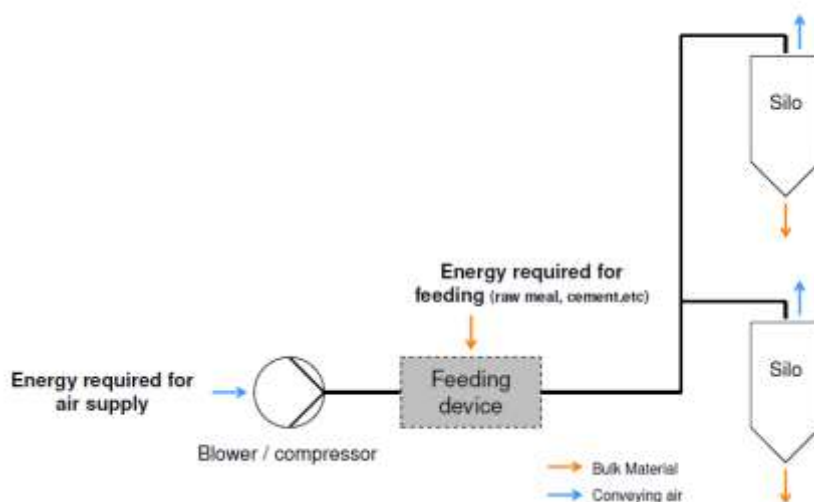 Silo
Energy required for
feeding (raw meal, cement.etc)
Energy required for
air supply
Feeding
device
Silo
Blower / compressor
Bulk Material
Conveying air